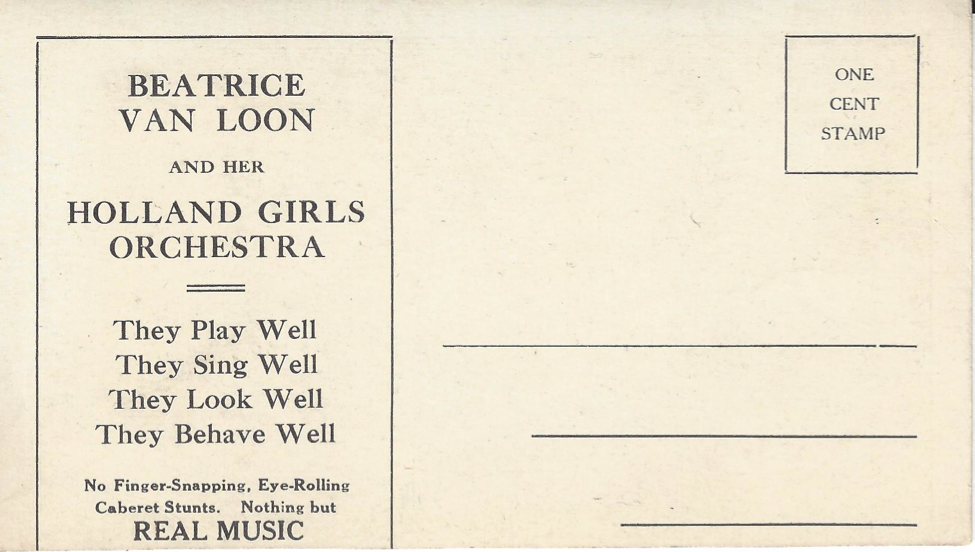 BEATRICE
VAN LOON
AND HER
HOLLAND GIRLS
ORCHESTRA
They Play Well
They Sing Well
They Look Well
They Behave Well
No Finger-Snapping, Eye-Rolling
Caberet Stunts. Nothing but
REAL MUSIC
ONE
CENT
STAMP